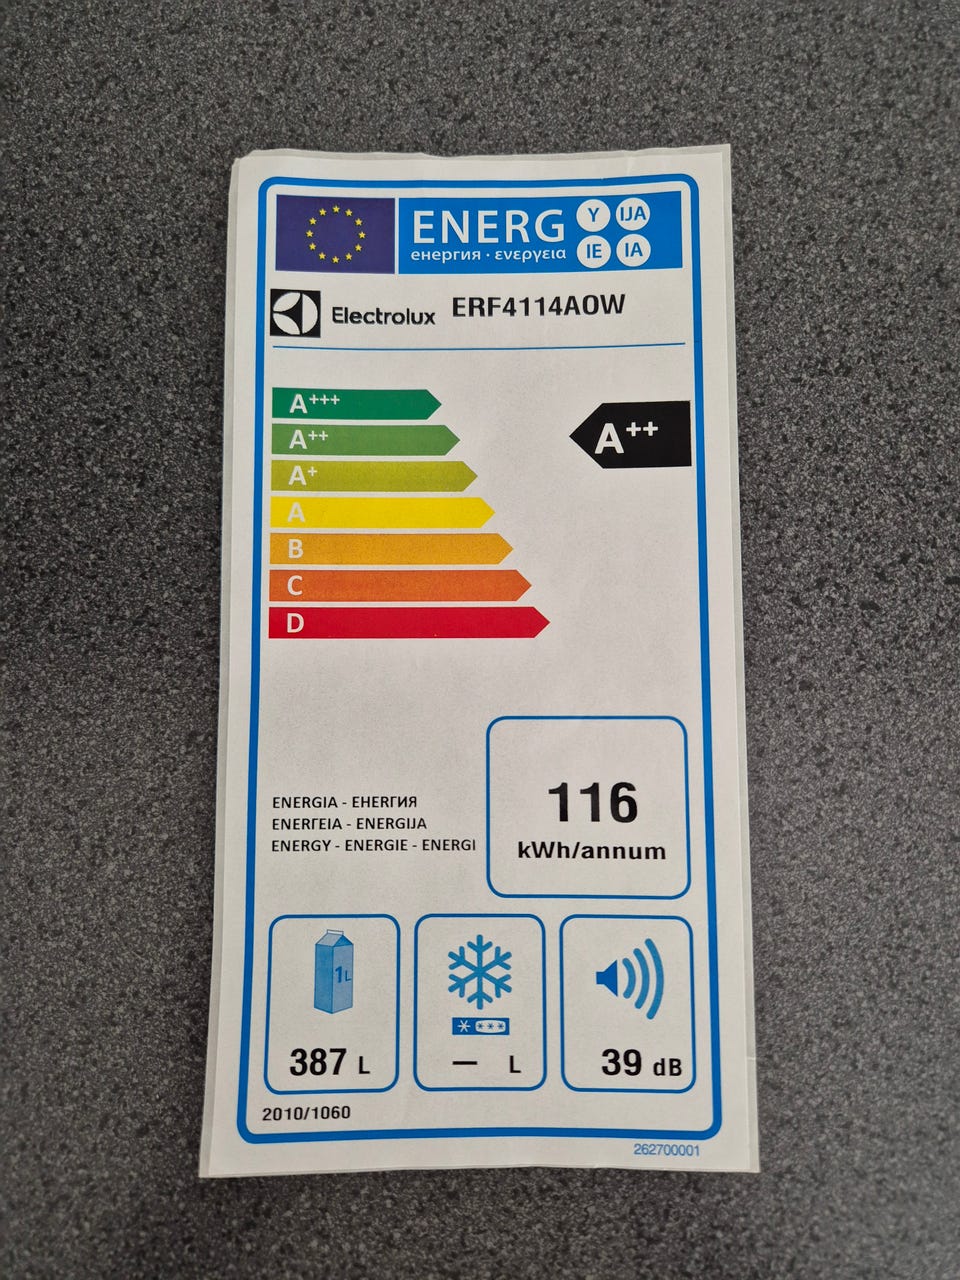 ENERG Y IJA
енергия · ενεργεια IE IA
Electrolux ERF4114AOW
A+++
A++
A++
A+
A
B
C
D
116
ENERGIA - ЕНЕРГИЯ
ΕΝΕΡΓΕΙΑ - ENERGIJA
ENERGY - ENERGIE - ENERGI
kWh/annum
1L
387 L
— L
39 dB
2010/1060
262700001